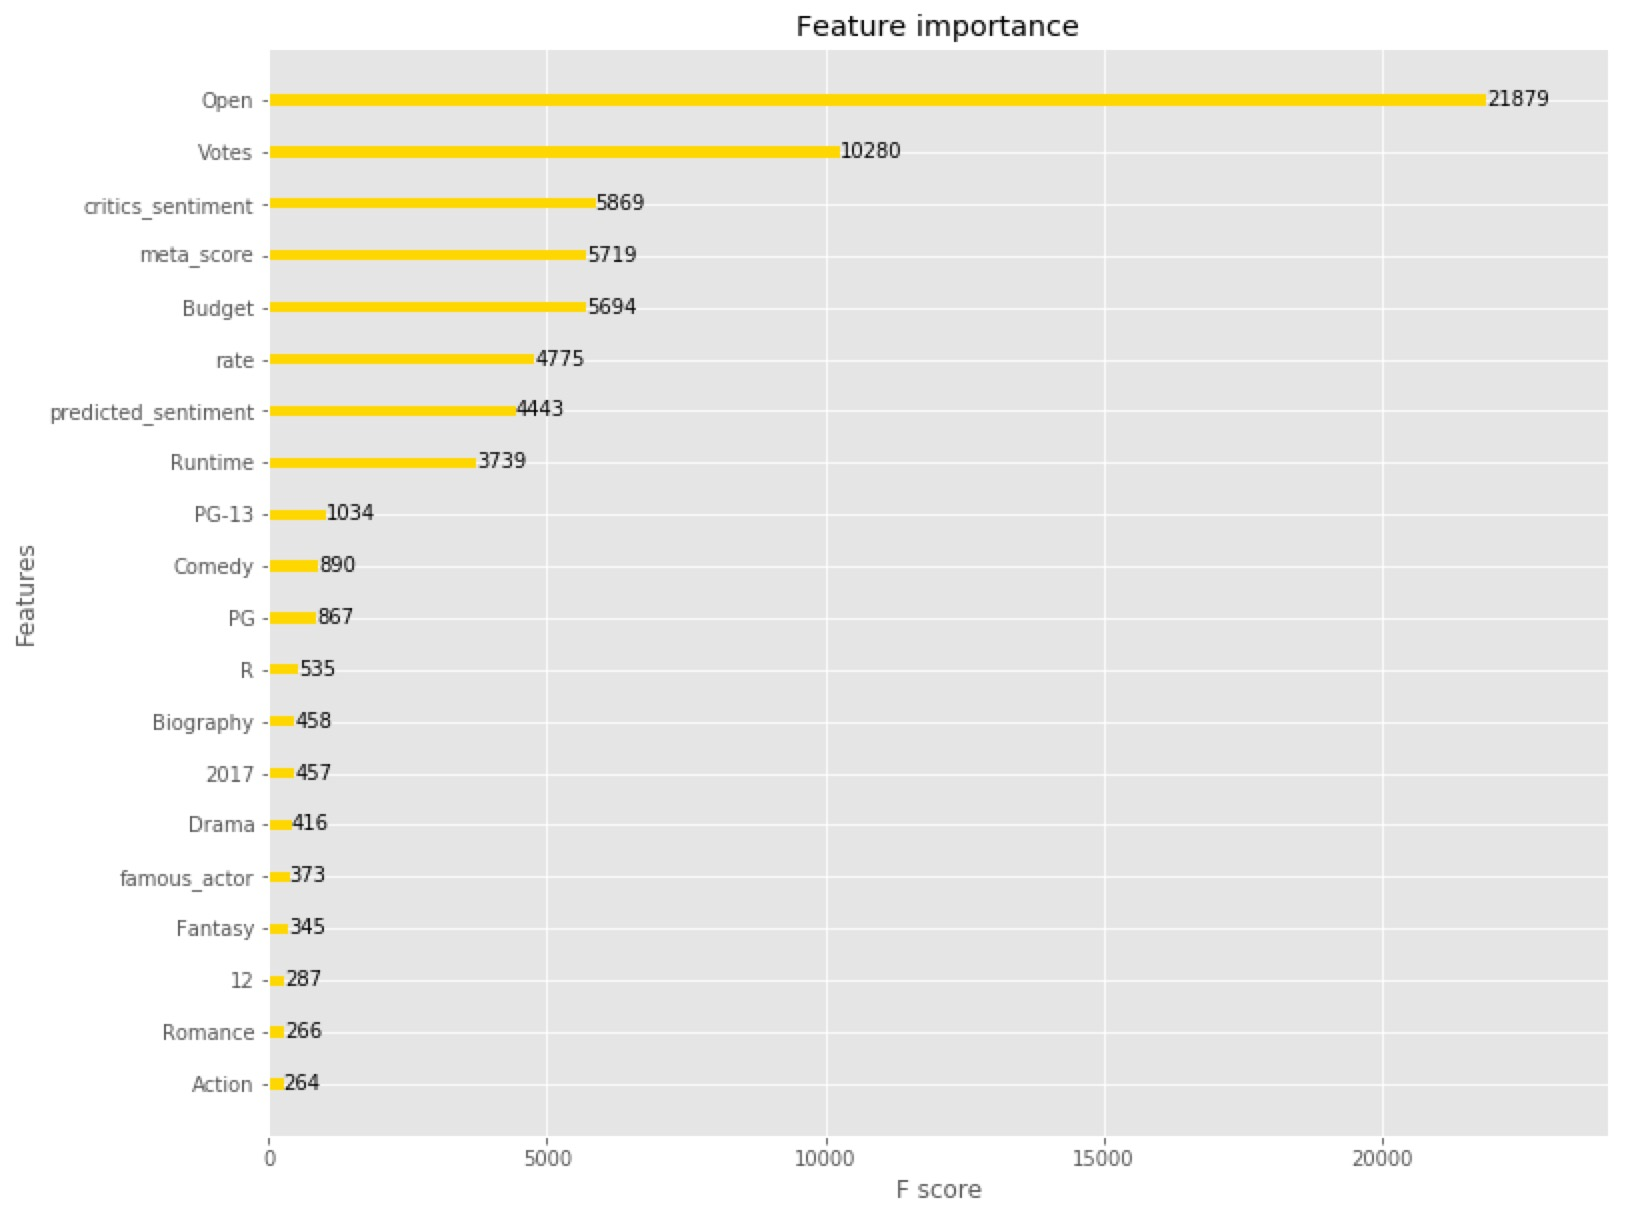 Feature importance
Open 21879
Votes 10280
critics_sentiment 5869
meta_score 5719
Budget 5694
rate 4775
predicted_sentiment 4443
Runtime 3739
PG-13 1034
Comedy 890
PG 867
R 535
Biography 458
2017 457
Drama 416
famous_actor 373
Fantasy 345
12 287
Romance 266
Action 264
Features
0 5000 10000 15000 20000
F score